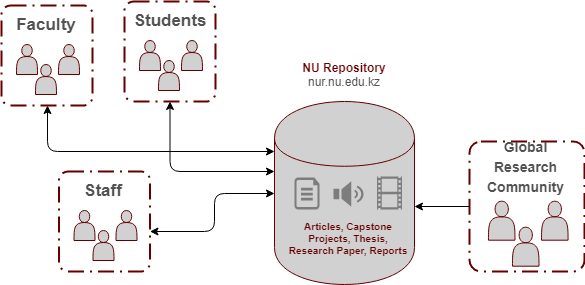 Faculty
Students
NU Repository
nur.nu.edu.kz
Global
Research
Community
Staff
Articles, Capstone
Projects, Thesis,
Research Paper, Reports